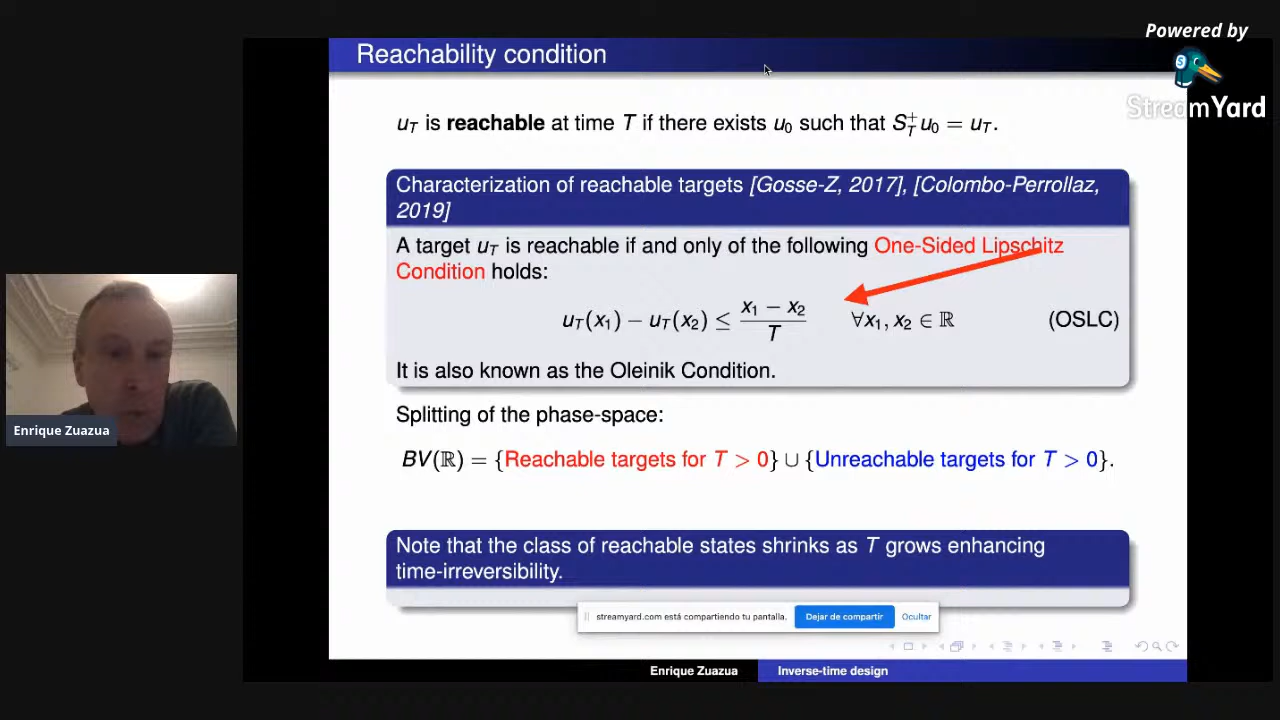 Powered by
StreamYard
Reachability condition
u_T is reachable at time T if there exists u_0 such that S_T^+ u_0 = u_T.
Characterization of reachable targets [Gosse-Z, 2017], [Colombo-Perrollaz,
2019]
A target u_T is reachable if and only of the following One-Sided Lipschitz
Condition holds:
u_T(x_1) − u_T(x_2) ≤ (x_1 − x_2)/T ∀x_1, x_2 ∈ ℝ (OSLC)
It is also known as the Oleinik Condition.
Enrique Zuazua
Splitting of the phase-space:
BV(ℝ) = {Reachable targets for T > 0} ∪ {Unreachable targets for T > 0}.
Note that the class of reachable states shrinks as T grows enhancing
time-irreversibility.
streamyard.com está compartiendo tu pantalla. Dejar de compartir Ocultar
Enrique Zuazua Inverse-time design